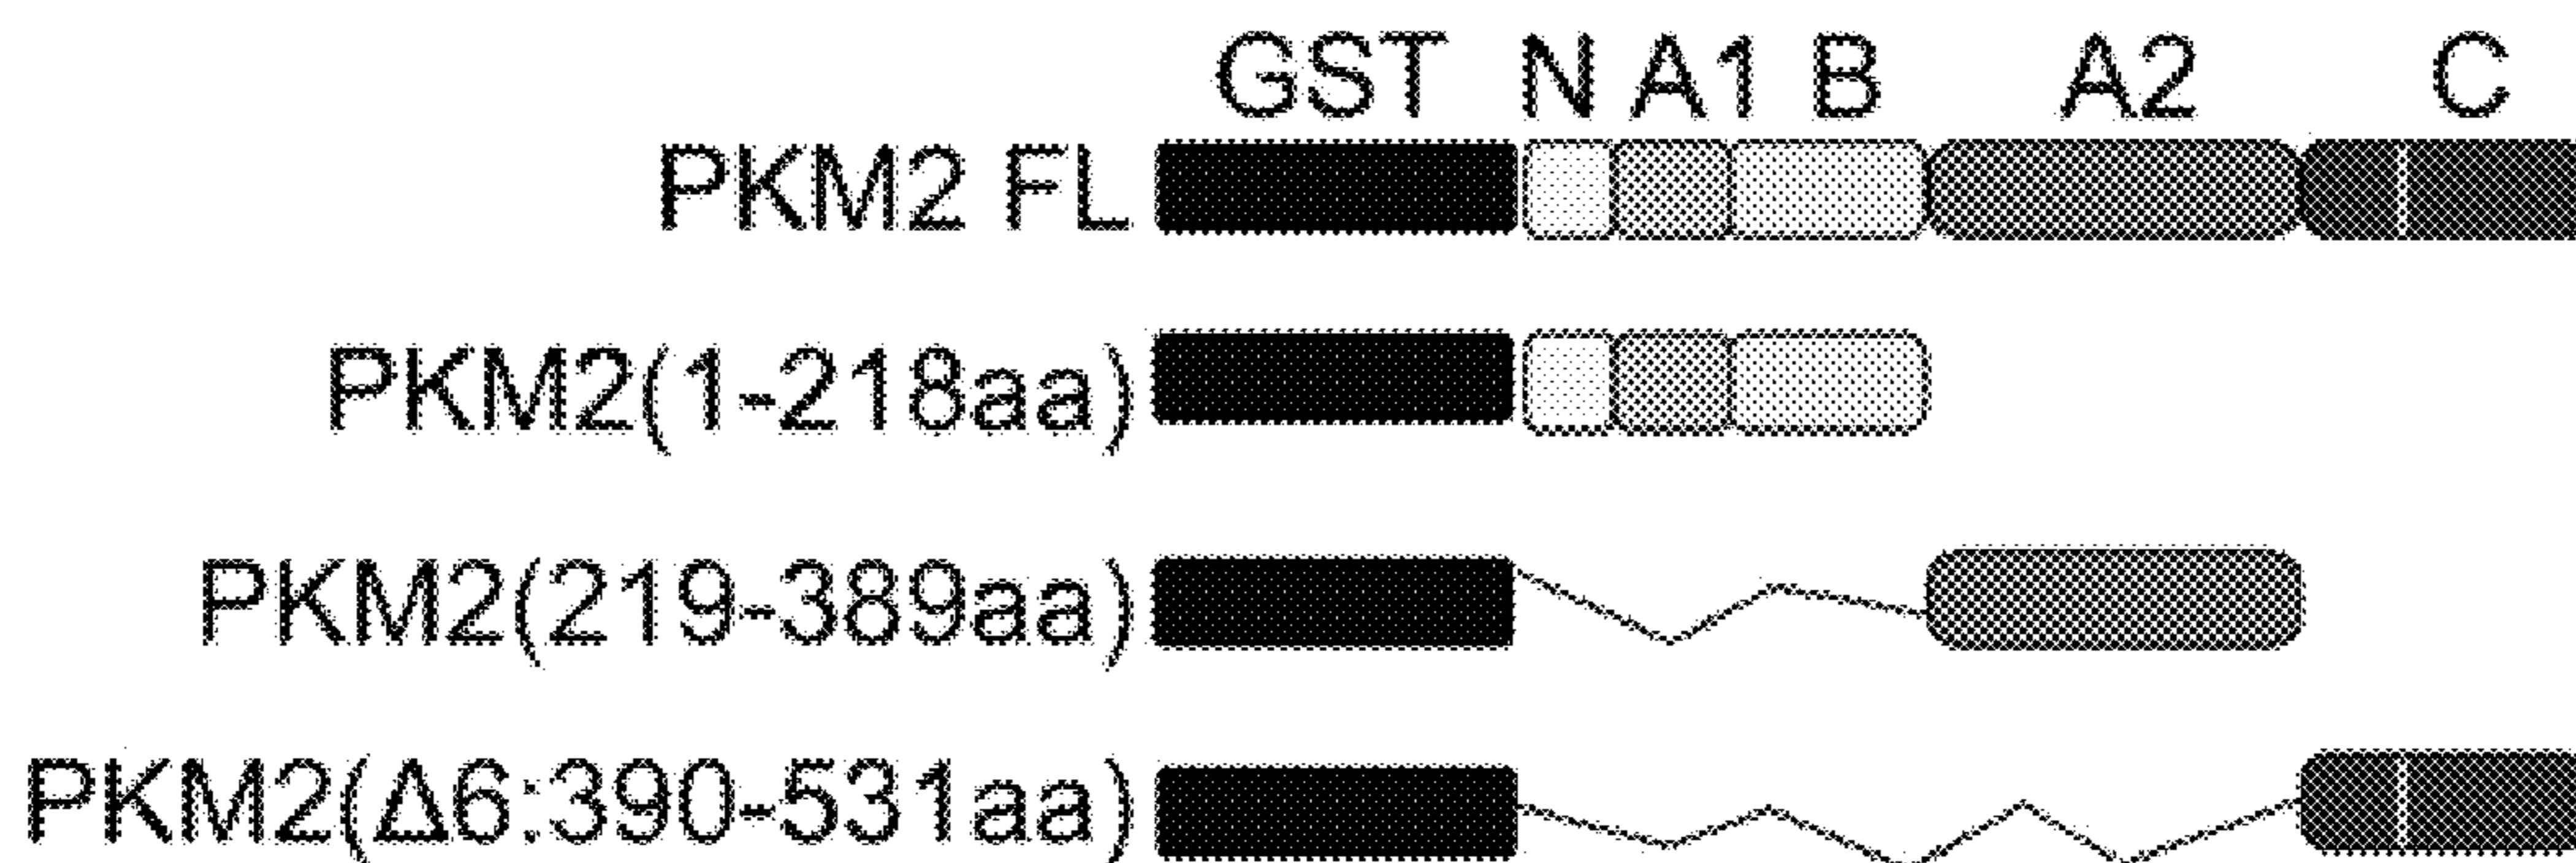 GST N A1 B A2 C
PKM2 FL
PKM2(1-218aa)
PKM2(219-389aa)
PKM2(Δ6:390-531aa)